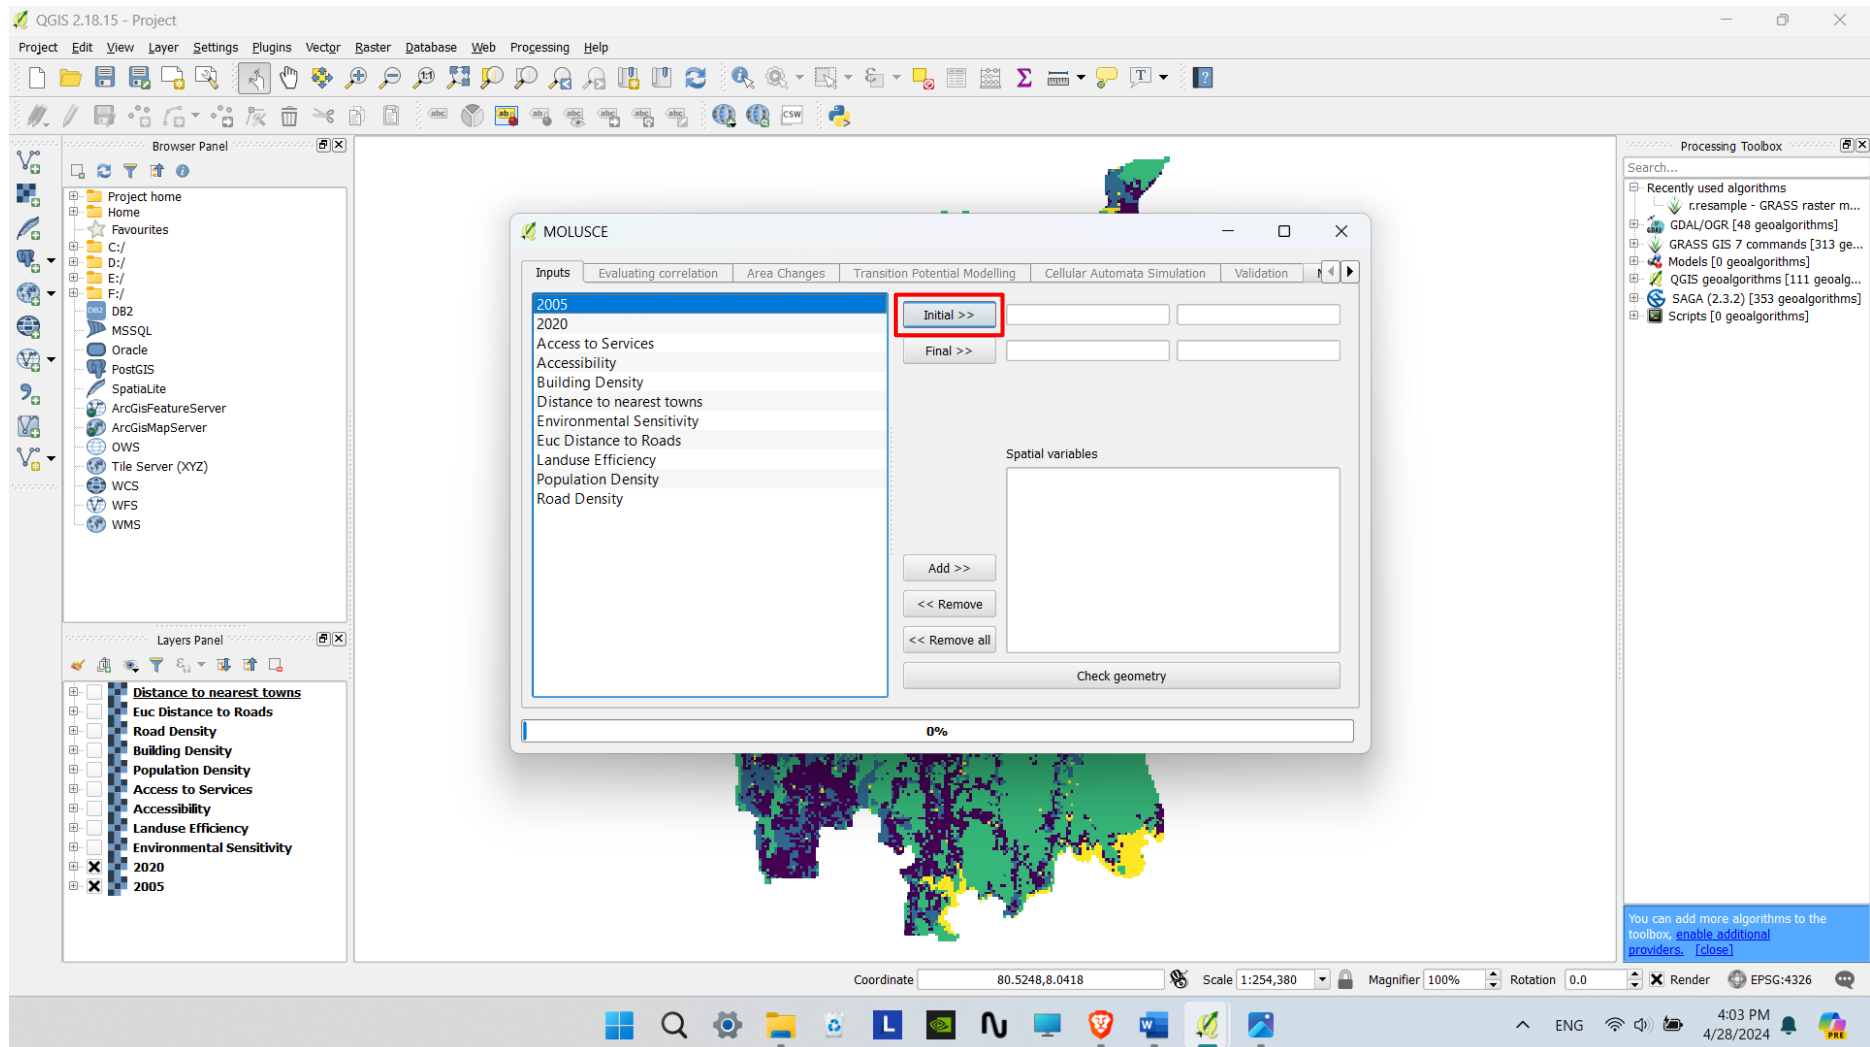 QGIS 2.18.15 - Project
Project Edit View Layer Settings Plugins Vector Raster Database Web Processing Help
Browser Panel
Project home
Home
Favourites
C:/
D:/
E:/
F:/
DB2
MSSQL
Oracle
PostGIS
SpatiaLite
ArcGisFeatureServer
ArcGisMapServer
OWS
Tile Server (XYZ)
WCS
WFS
WMS
Layers Panel
Distance to nearest towns
Euc Distance to Roads
Road Density
Building Density
Population Density
Access to Services
Accessibility
Landuse Efficiency
Environmental Sensitivity
2020
2005
MOLUSCE
Inputs Evaluating correlation Area Changes Transition Potential Modelling Cellular Automata Simulation Validation
2005
2020
Access to Services
Accessibility
Building Density
Distance to nearest towns
Environmental Sensitivity
Euc Distance to Roads
Landuse Efficiency
Population Density
Road Density
Initial >>
Final >>
Spatial variables
Add >>
<< Remove
<< Remove all
Check geometry
0%
Processing Toolbox
Search...
Recently used algorithms
r.resample - GRASS raster m...
GDAL/OGR [48 geoalgorithms]
GRASS GIS 7 commands [313 ge...
Models [0 geoalgorithms]
QGIS geoalgorithms [111 geoalg...
SAGA (2.3.2) [353 geoalgorithms]
Scripts [0 geoalgorithms]
You can add more algorithms to the
toolbox, enable additional
providers. [close]
Coordinate 80.5248,8.0418 Scale 1:254,380 Magnifier 100% Rotation 0.0 Render EPSG:4326
ENG
4:03 PM
4/28/2024